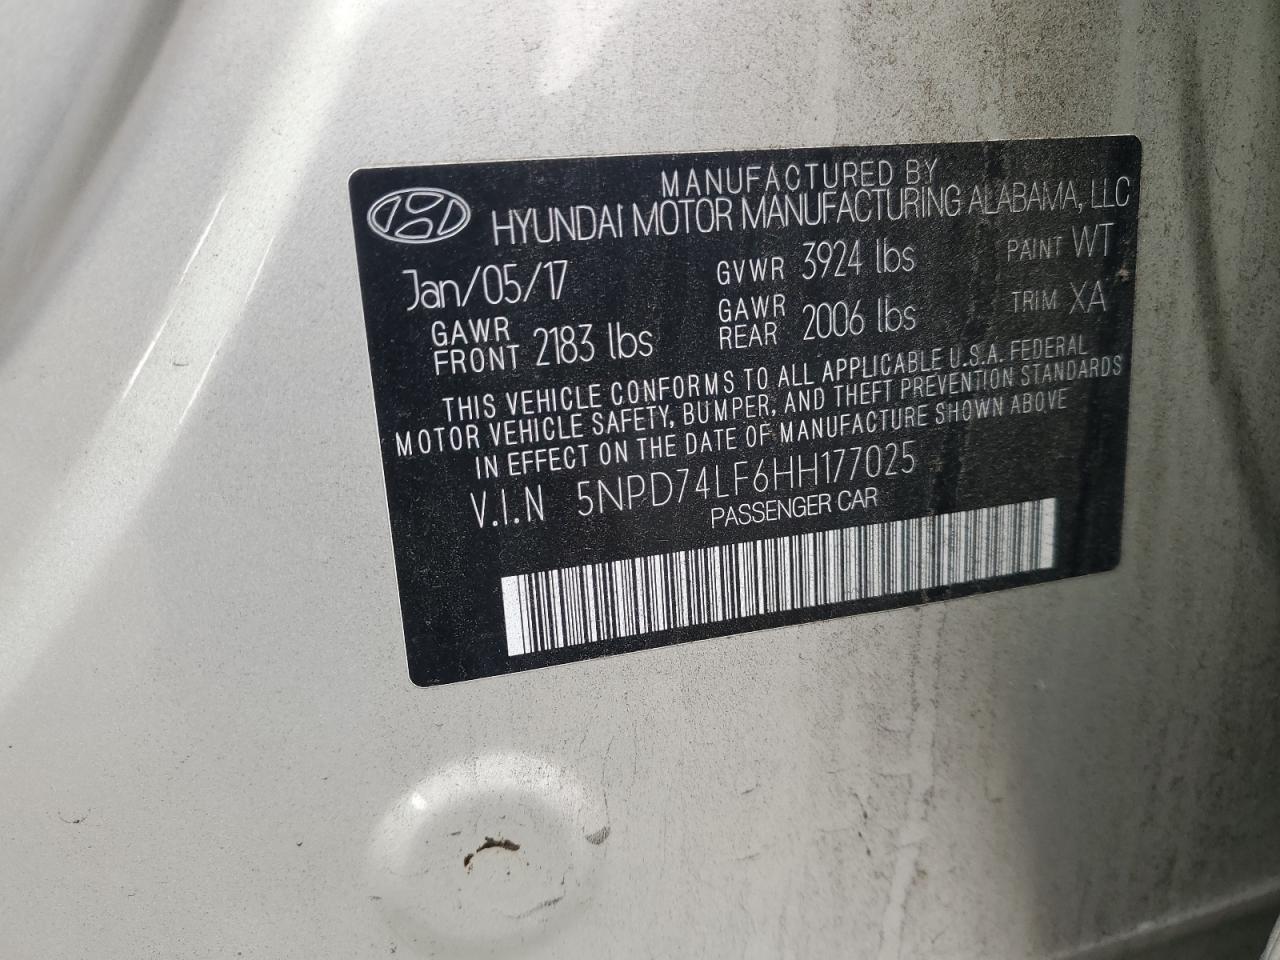 MANUFACTURED BY
HYUNDAI MOTOR MANUFACTURING ALABAMA, LLC
Jan/05/17 GVWR 3924 lbs PAINT WT
GAWR FRONT 2183 lbs GAWR REAR 2006 lbs TRIM XA
THIS VEHICLE CONFORMS TO ALL APPLICABLE U.S.A. FEDERAL
MOTOR VEHICLE SAFETY, BUMPER, AND THEFT PREVENTION STANDARDS
IN EFFECT ON THE DATE OF MANUFACTURE SHOWN ABOVE
V.I.N 5NPD74LF6HH177025
PASSENGER CAR